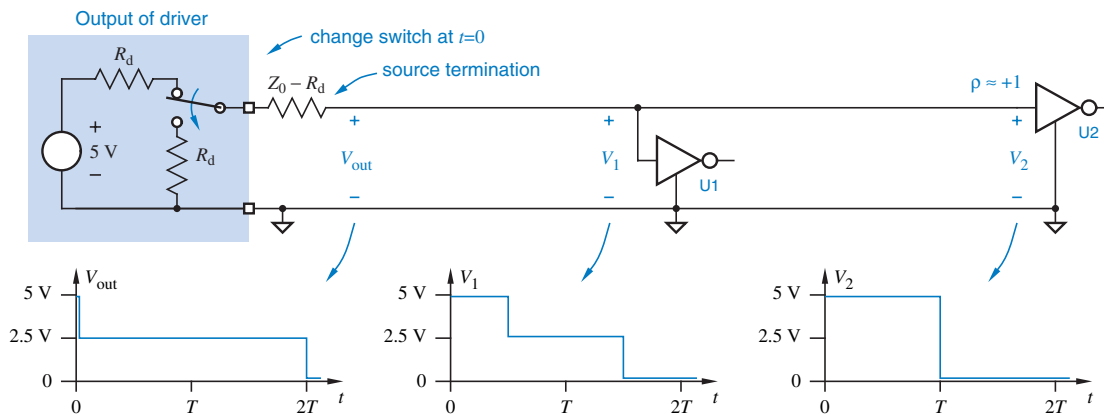 Output of driver
change switch at t=0
R_d
source termination
Z_0 – R_d
ρ ≈ +1
+
5 V
–
R_d
+
V_out
–
+
V_1
–
U1
+
V_2
–
U2
V_out
5 V
2.5 V
0
0
T
2T
t
V_1
5 V
2.5 V
0
0
T
2T
t
V_2
5 V
2.5 V
0
0
T
2T
t